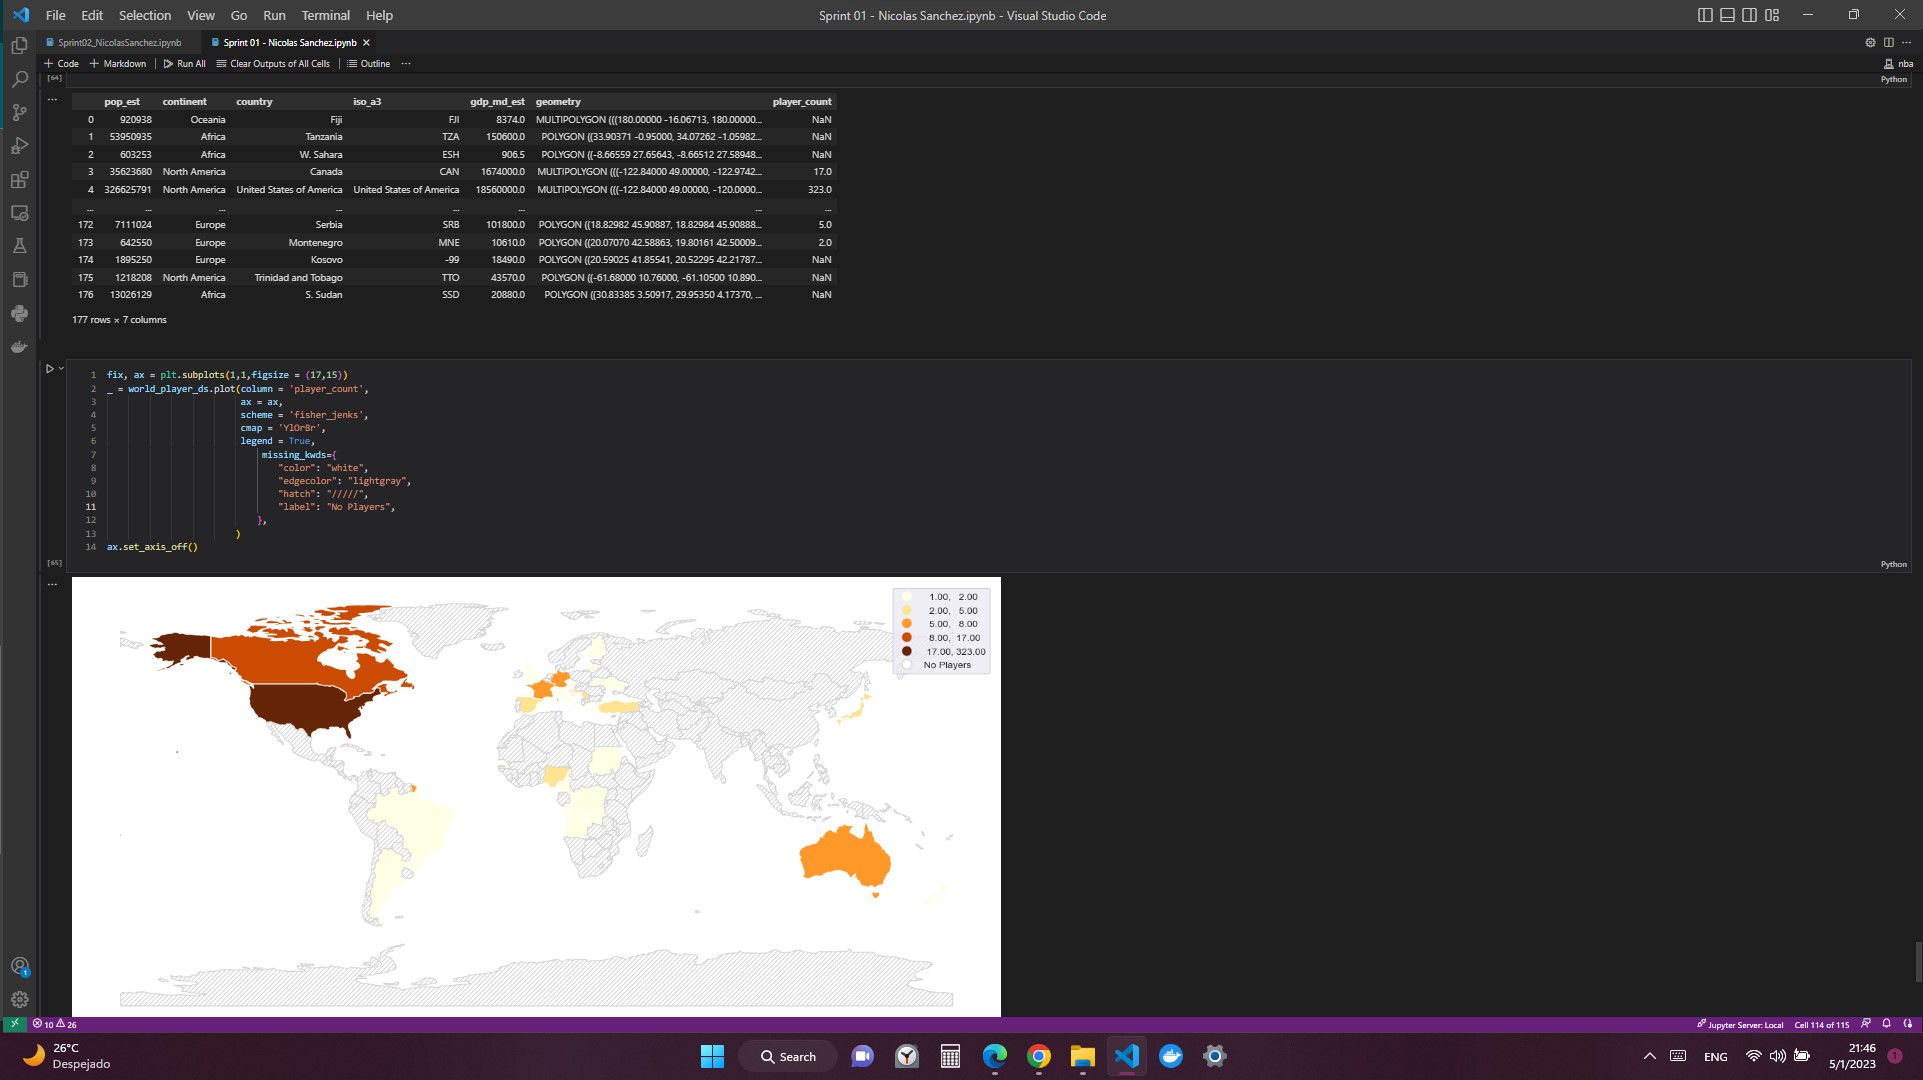 File Edit Selection View Go Run Terminal Help
Sprint 01 - Nicolas Sanchez.ipynb - Visual Studio Code
Sprint02_NicolasSanchez.ipynb
Sprint 01 - Nicolas Sanchez.ipynb
+ Code + Markdown Run All Clear Outputs of All Cells Outline ...
nba
[64]
Python
...
pop_est continent country iso_a3 gdp_md_est geometry player_count
0 920938 Oceania Fiji FJI 8374.0 MULTIPOLYGON (((180.00000 -16.06713, 180.00000... NaN
1 53950935 Africa Tanzania TZA 150600.0 POLYGON ((33.90371 -0.95000, 34.07262 -1.05982... NaN
2 603253 Africa W. Sahara ESH 906.5 POLYGON ((-8.66559 27.65643, -8.66512 27.58948... NaN
3 35623680 North America Canada CAN 1674000.0 MULTIPOLYGON (((-122.84000 49.00000, -122.9742... 17.0
4 326625791 North America United States of America United States of America 18560000.0 MULTIPOLYGON (((-122.84000 49.00000, -120.0000... 323.0
... ... ... ... ... ... ... ...
172 7111024 Europe Serbia SRB 101800.0 POLYGON ((18.82982 45.90887, 18.82984 45.90888... 5.0
173 642550 Europe Montenegro MNE 10610.0 POLYGON ((20.07070 42.58863, 19.80161 42.50009... 2.0
174 1895250 Europe Kosovo -99 18490.0 POLYGON ((20.59025 41.85541, 20.52295 42.21787... NaN
175 1218208 North America Trinidad and Tobago TTO 43570.0 POLYGON ((-61.68000 10.76000, -61.10500 10.890... NaN
176 13026129 Africa S. Sudan SSD 20880.0 POLYGON ((30.83385 3.50917, 29.95350 4.17370, ... NaN
177 rows × 7 columns
1 fix, ax = plt.subplots(1,1,figsize = (17,15))
2 _ = world_player_ds.plot(column = 'player_count',
3 ax = ax,
4 scheme = 'fisher_jenks',
5 cmap = 'YlOrBr',
6 legend = True,
7 missing_kwds={
8 "color": "white",
9 "edgecolor": "lightgray",
10 "hatch": "/////",
11 "label": "No Players",
12 },
13 )
14 ax.set_axis_off()
[65]
Python
...
1.00, 2.00
2.00, 5.00
5.00, 8.00
8.00, 17.00
17.00, 323.00
No Players
1
10 26
Jupyter Server: Local Cell 114 of 115
26°C
Despejado
Search
ENG
21:46
5/1/2023
1